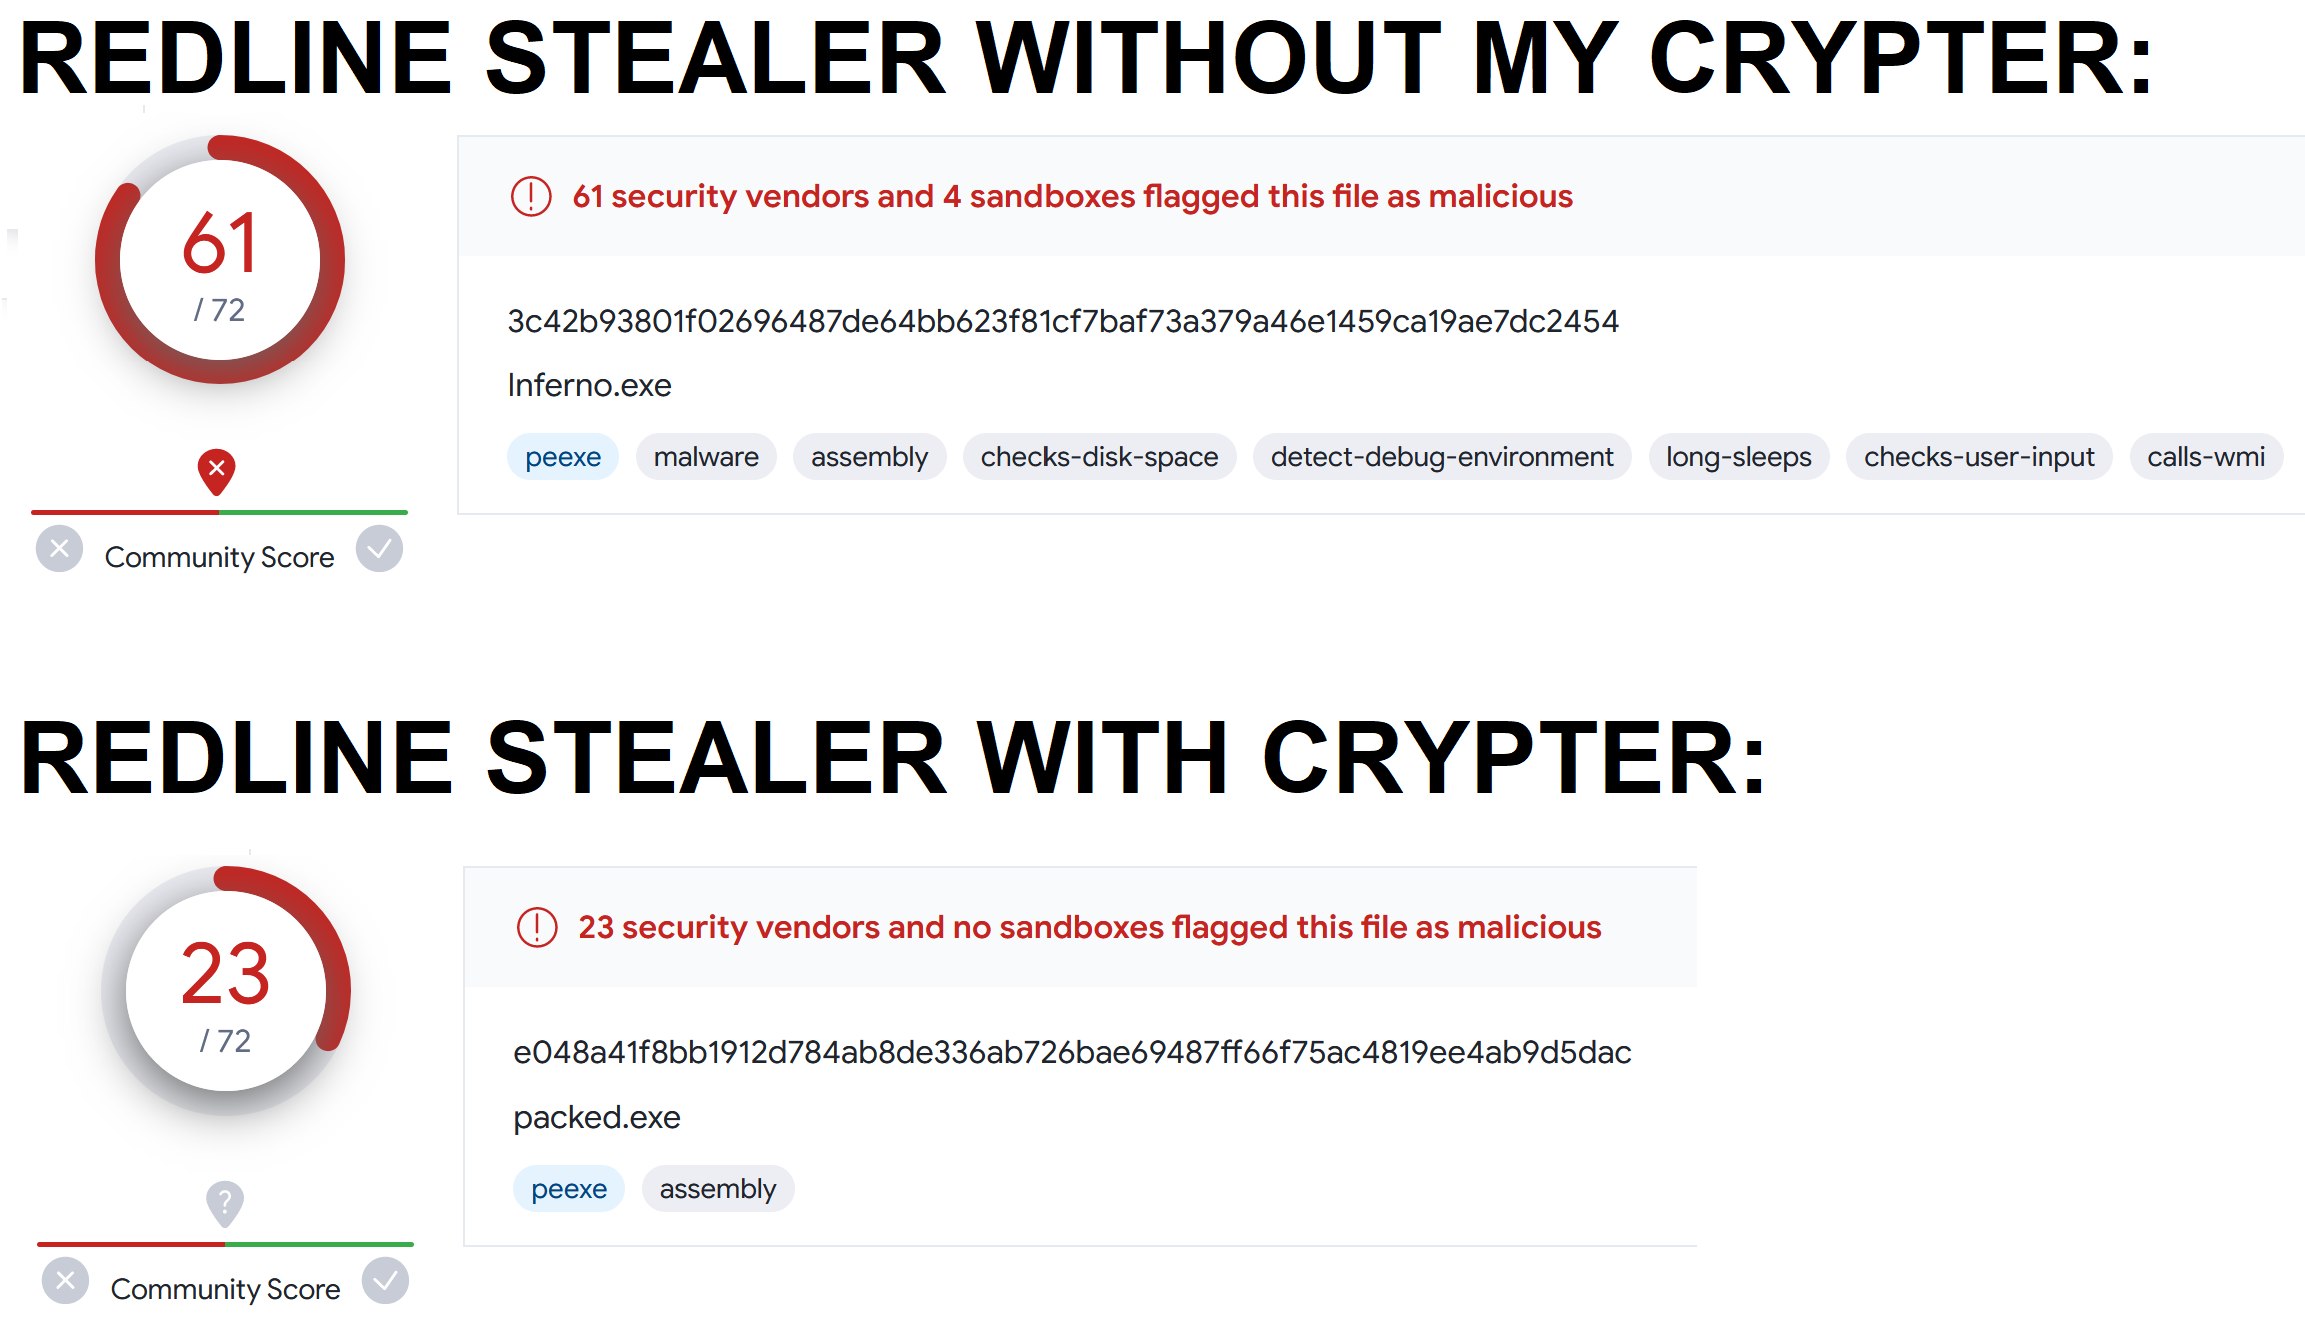 REDLINE STEALER WITHOUT MY CRYPTER:
61 security vendors and 4 sandboxes flagged this file as malicious
61
/ 72
3c42b93801f02696487de64bb623f81cf7baf73a379a46e1459ca19ae7dc2454
Inferno.exe
peexe malware assembly checks-disk-space detect-debug-environment long-sleeps checks-user-input calls-wmi
Community Score
REDLINE STEALER WITH CRYPTER:
23 security vendors and no sandboxes flagged this file as malicious
23
/ 72
e048a41f8bb1912d784ab8de336ab726bae69487ff66f75ac4819ee4ab9d5dac
packed.exe
peexe assembly
?
Community Score